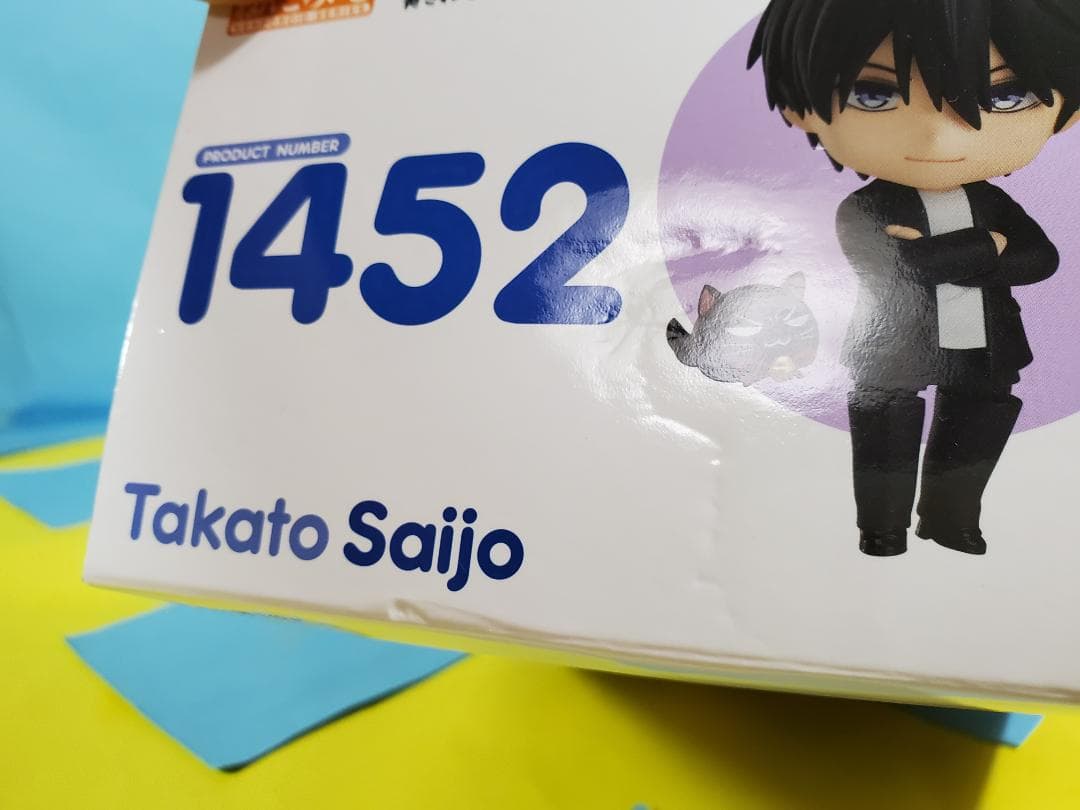 PRODUCT NUMBER
1452
Takato Saijo